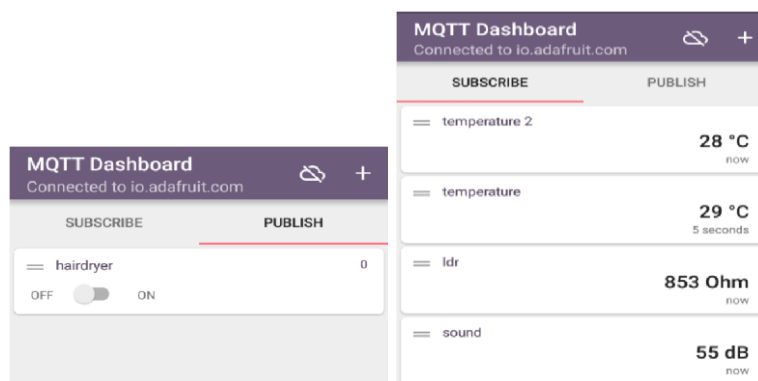 MQTT Dashboard
Connected to io.adafruit.com
SUBSCRIBE PUBLISH
hairdryer 0
OFF ON
MQTT Dashboard
Connected to io.adafruit.com
SUBSCRIBE PUBLISH
temperature 2
28 °C
now
temperature
29 °C
5 seconds
ldr
853 Ohm
now
sound
55 dB
now